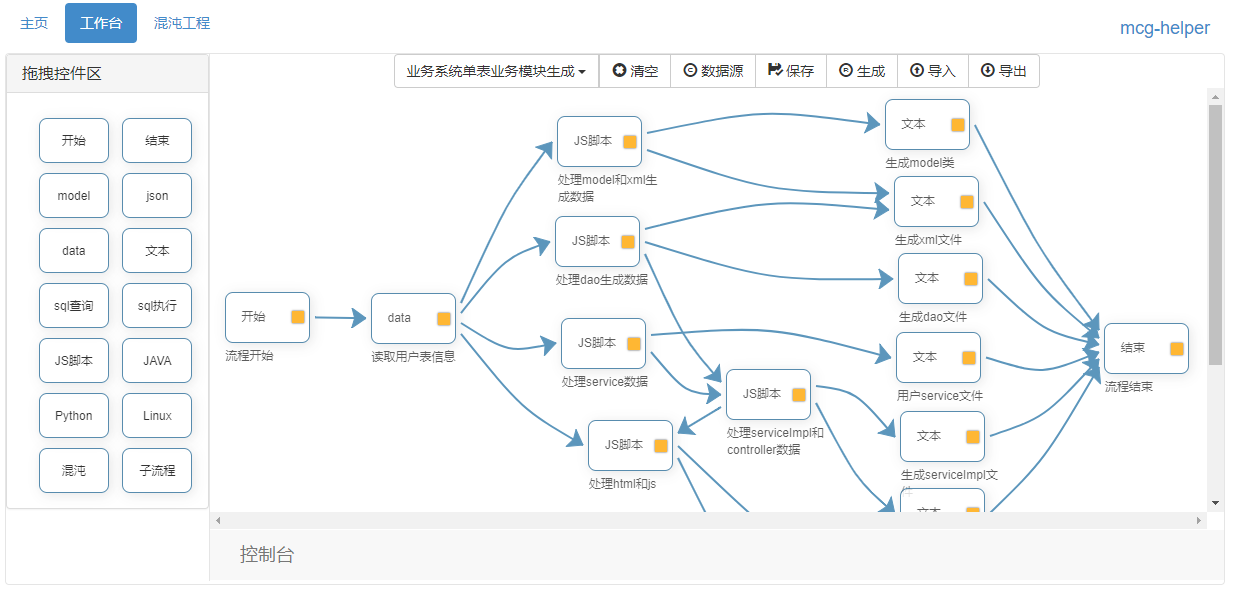 主页 工作台 混沌工程
mcg-helper
拖拽控件区
业务系统单表业务模块生成 清空 数据源 保存 生成 导入 导出
开始 结束
model json
data 文本
sql查询 sql执行
JS脚本 JAVA
Python Linux
混沌 子流程
开始
流程开始
data
读取用户表信息
JS脚本
处理model和xml生
成数据
JS脚本
处理dao生成数据
JS脚本
处理service数据
JS脚本
处理html和js
JS脚本
处理serviceImpl和
controller数据
文本
生成model类
文本
生成xml文件
文本
生成dao文件
文本
用户service文件
文本
生成serviceImpl文
件
文本
结束
流程结束
控制台